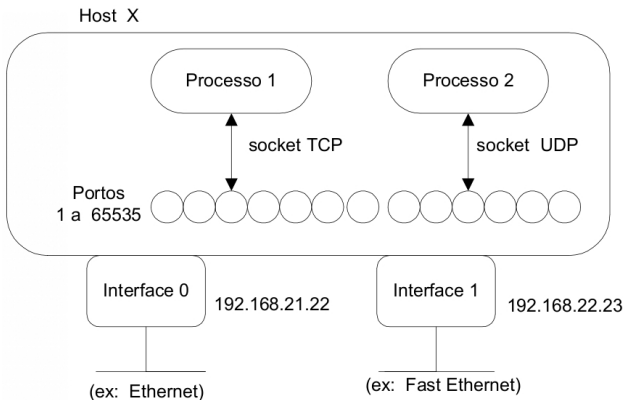 Host X
Processo 1
Processo 2
socket TCP
socket UDP
Portos
1 a 65535
Interface 0
192.168.21.22
Interface 1
192.168.22.23
(ex: Ethernet)
(ex: Fast Ethernet)